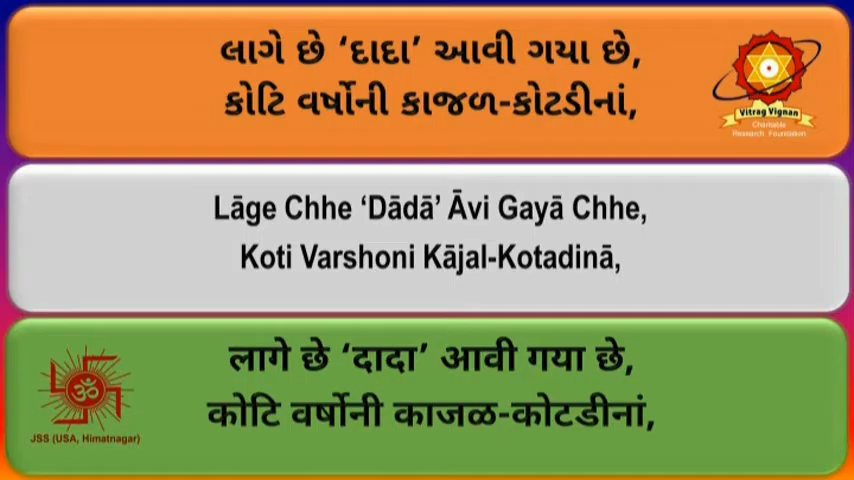 લાગે છે ‘દાદા’ આવી ગયા છે,
કોટિ વર્ષોની કાજળ-કોટડીનાં,
Vitrag Vignan
Charitable
Research Foundation
Lāge Chhe ‘Dādā’ Āvi Gayā Chhe,
Koti Varshoni Kājal-Kotadinā,
लागे छे ‘दादा’ आवी गया छे,
कोटि वर्षोनी काजळ-कोटडीनां,
ॐ
JSS (USA, Himatnagar)